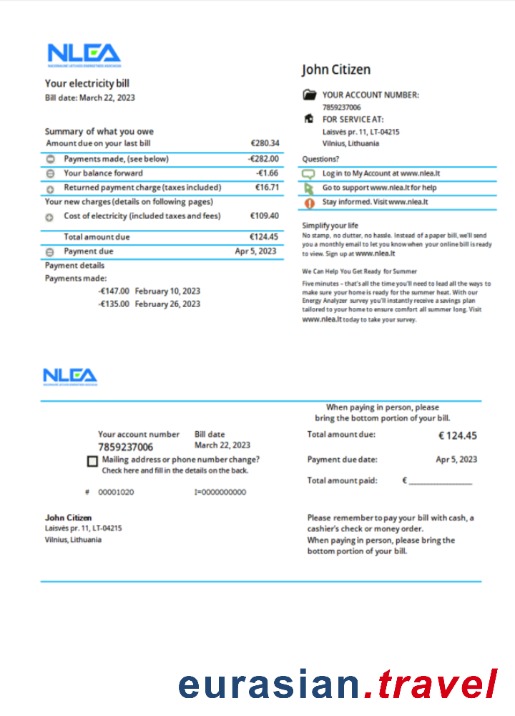 NLEA
Your electricity bill
Bill date: March 22, 2023
Summary of what you owe
Amount due on your last bill €280.34
Payments made, (see below) -€282.00
Your balance forward -€1.66
Returned payment charge (taxes included) €16.71
Your new charges (details on following pages)
Cost of electricity (included taxes and fees) €109.40
Total amount due €124.45
Payment due Apr 5, 2023
Payment details
Payments made:
-€147.00 February 10, 2023
-€135.00 February 26, 2023
John Citizen
YOUR ACCOUNT NUMBER:
7859237006
FOR SERVICE AT:
Laisvės pr. 11, LT-04215
Vilnius, Lithuania
Questions?
Log in to My Account at www.nlea.lt
Go to support www.nlea.lt for help
Stay informed. Visit www.nlea.lt
Simplify your life
No stamp, no clutter, no hassle. Instead of a paper bill, we'll send
you a monthly email to let you know when your online bill is ready
to view. Sign up at www.nlea.lt
We Can Help You Get Ready for Summer
Five minutes – that's all the time you'll need to lead all the ways to
make sure your home is ready for the summer heat. With our
Energy Analyzer survey you'll instantly receive a savings plan
tailored to your home to ensure comfort all summer long. Visit
www.nlea.lt today to take your survey.
NLEA
When paying in person, please
bring the bottom portion of your bill.
Your account number Bill date
7859237006 March 22, 2023
Mailing address or phone number change?
Check here and fill in the details on the back.
# 00001020 I=0000000000
Total amount due: € 124.45
Payment due date: Apr 5, 2023
Total amount paid: € ____________
John Citizen
Laisvės pr. 11, LT-04215
Vilnius, Lithuania
Please remember to pay your bill with cash, a
cashier's check or money order.
When paying in person, please bring the
bottom portion of your bill.
eurasian.travel